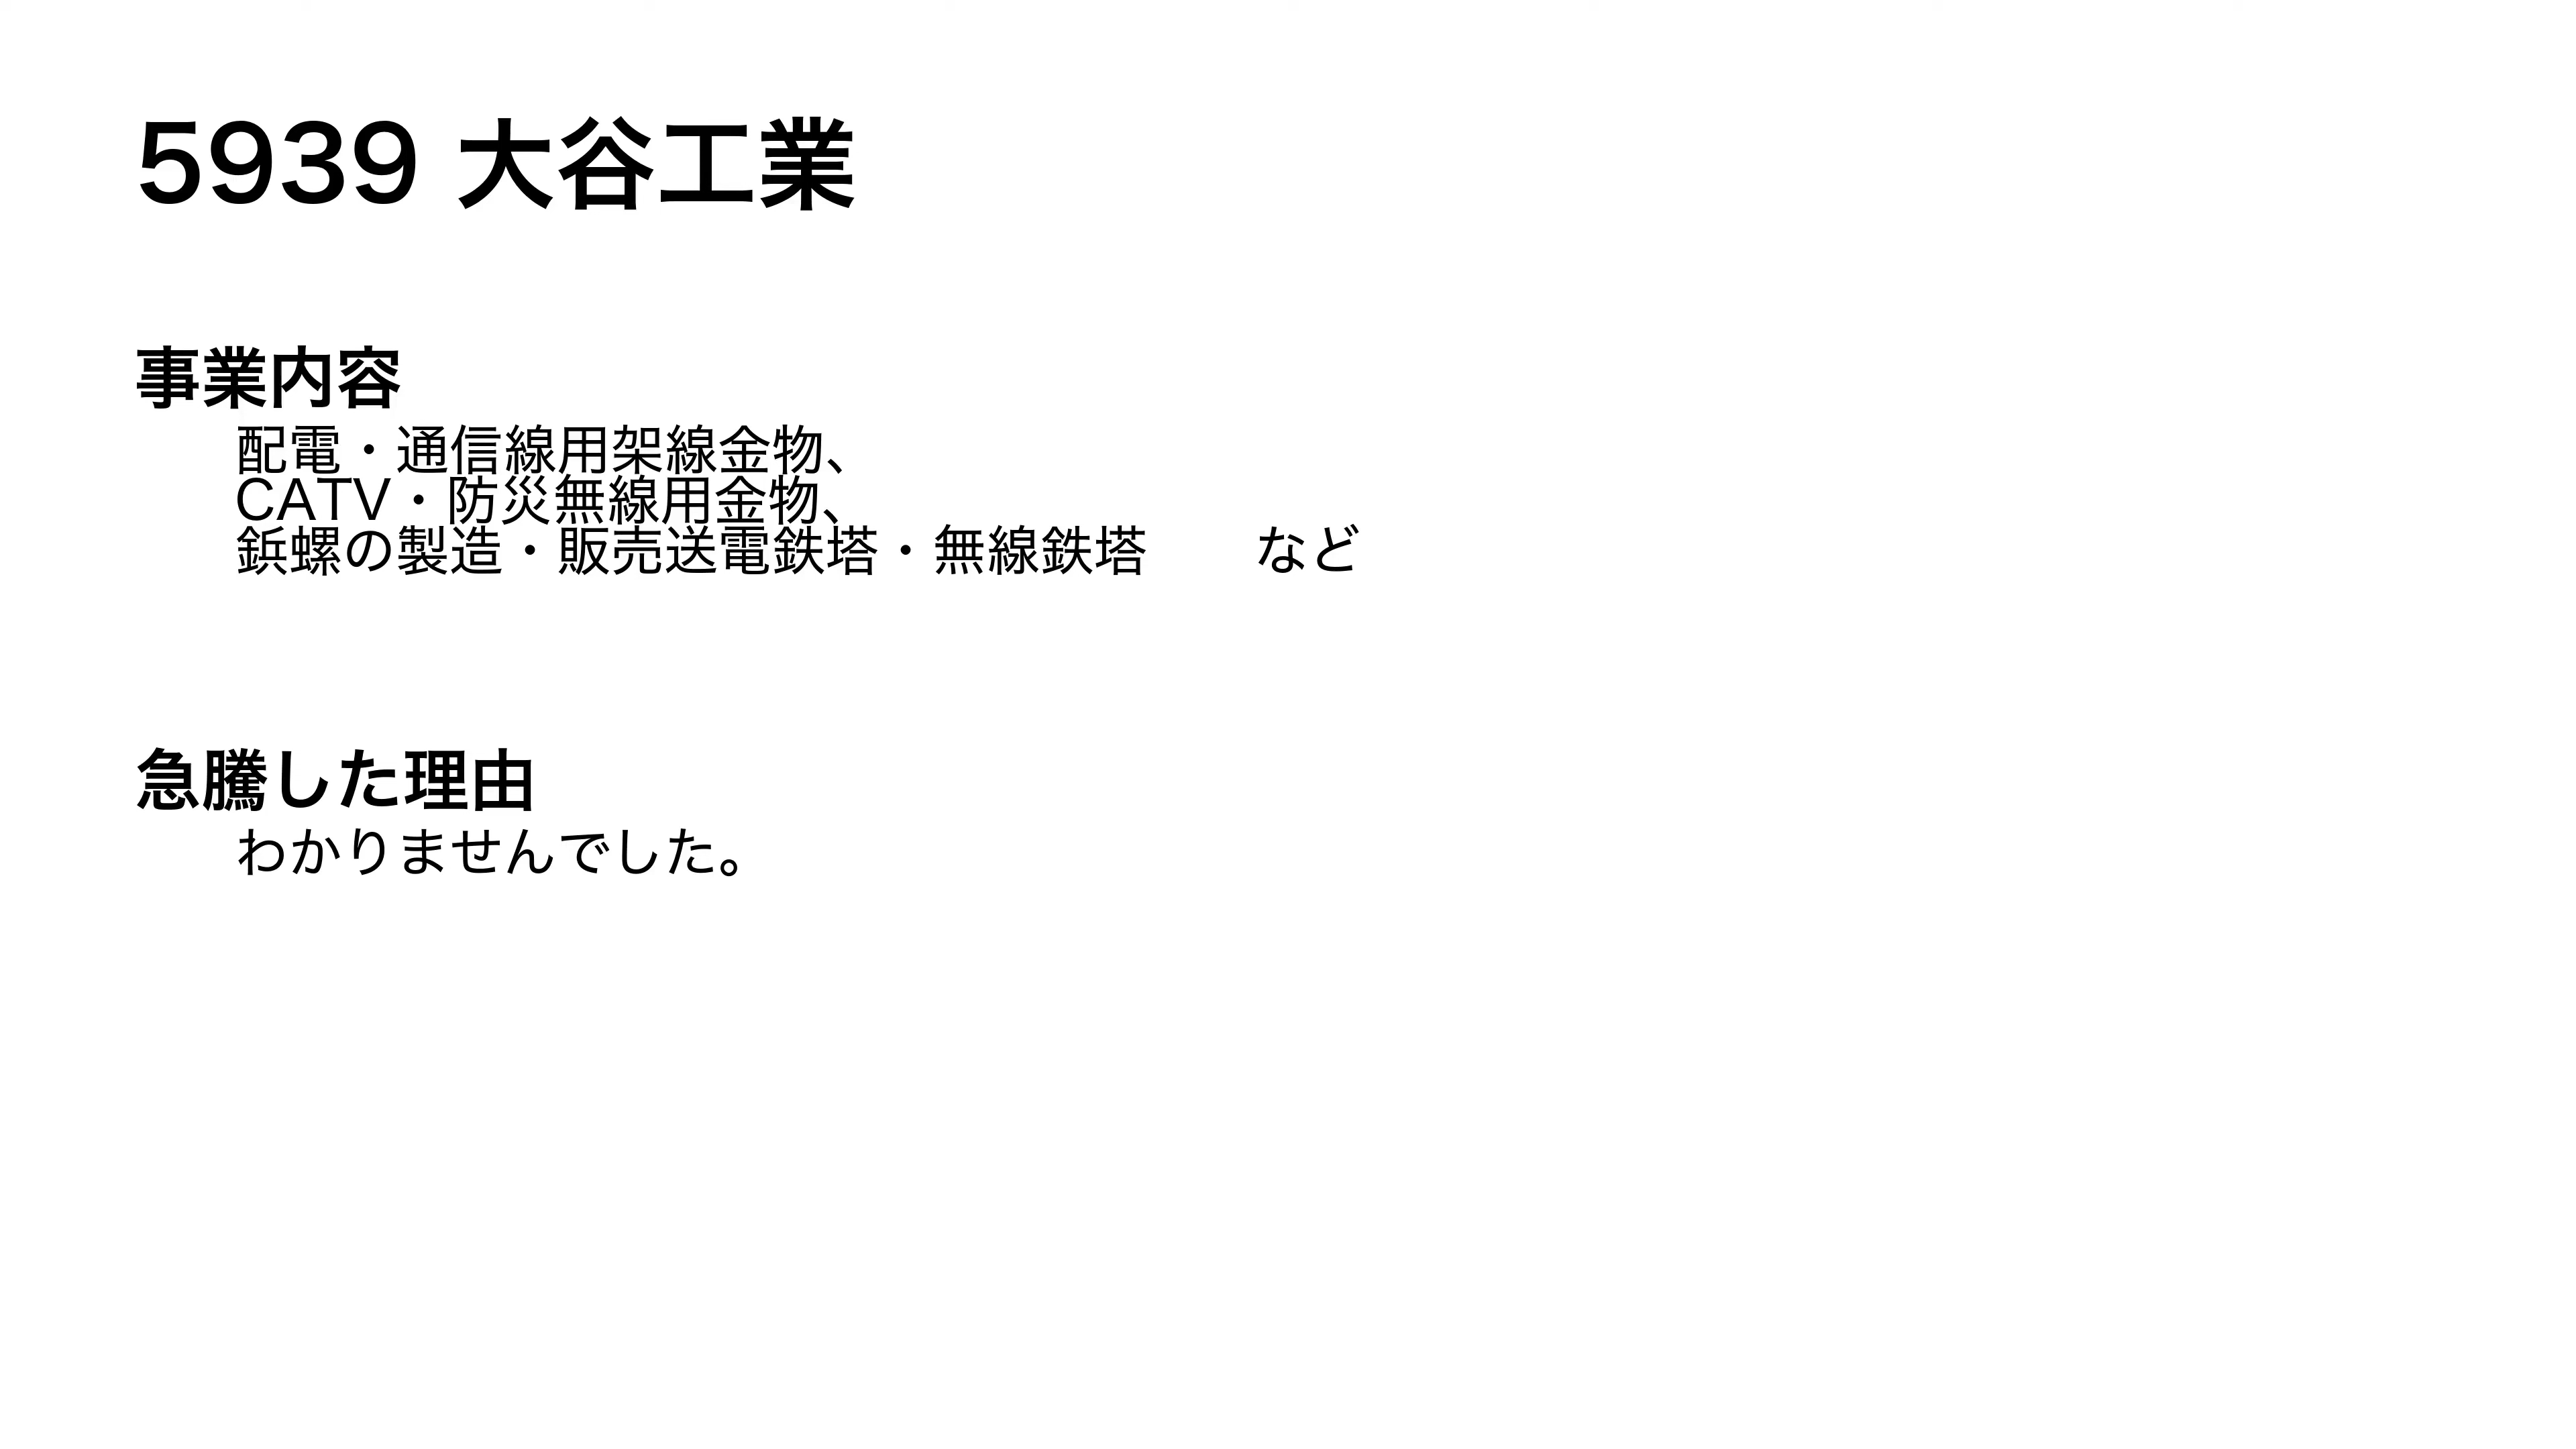 5939 大谷工業
事業内容
配電・通信線用架線金物、
CATV・防災無線用金物、
鋲螺の製造・販売送電鉄塔・無線鉄塔　　など
急騰した理由
わかりませんでした。